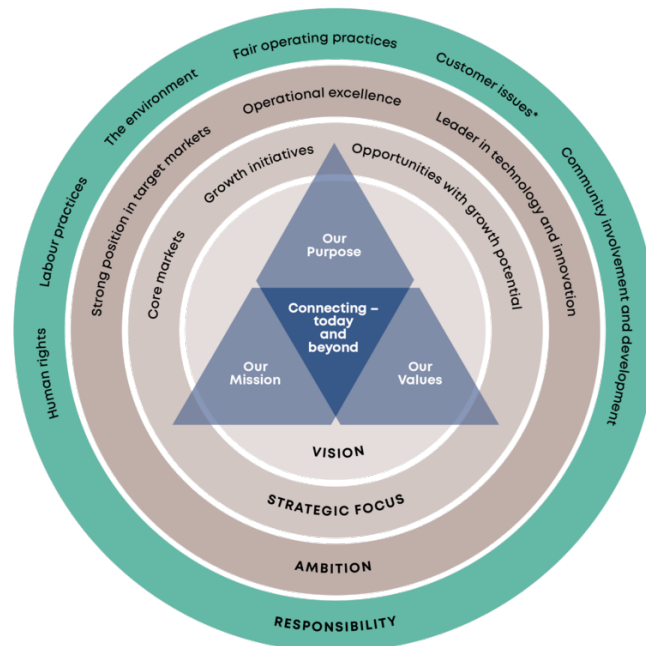 Fair operating practices
The environment
Customer issues*
Labour practices
Community involvement and development
Human rights
Operational excellence
Strong position in target markets
Leader in technology and innovation
Growth initiatives
Opportunities with growth potential
Core markets
Our
Purpose
Connecting –
today
and
beyond
Our
Mission
Our
Values
VISION
STRATEGIC FOCUS
AMBITION
RESPONSIBILITY